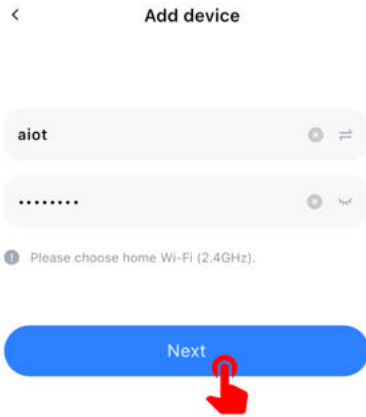 Add device
aiot
••••••••
Please choose home Wi-Fi (2.4GHz).
Next